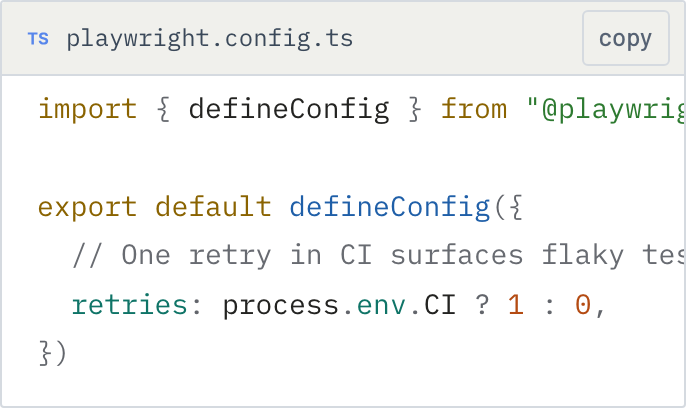 TS playwright.config.ts copy
import { defineConfig } from "@playwrig
export default defineConfig({
// One retry in CI surfaces flaky tes
retries: process.env.CI ? 1 : 0,
})